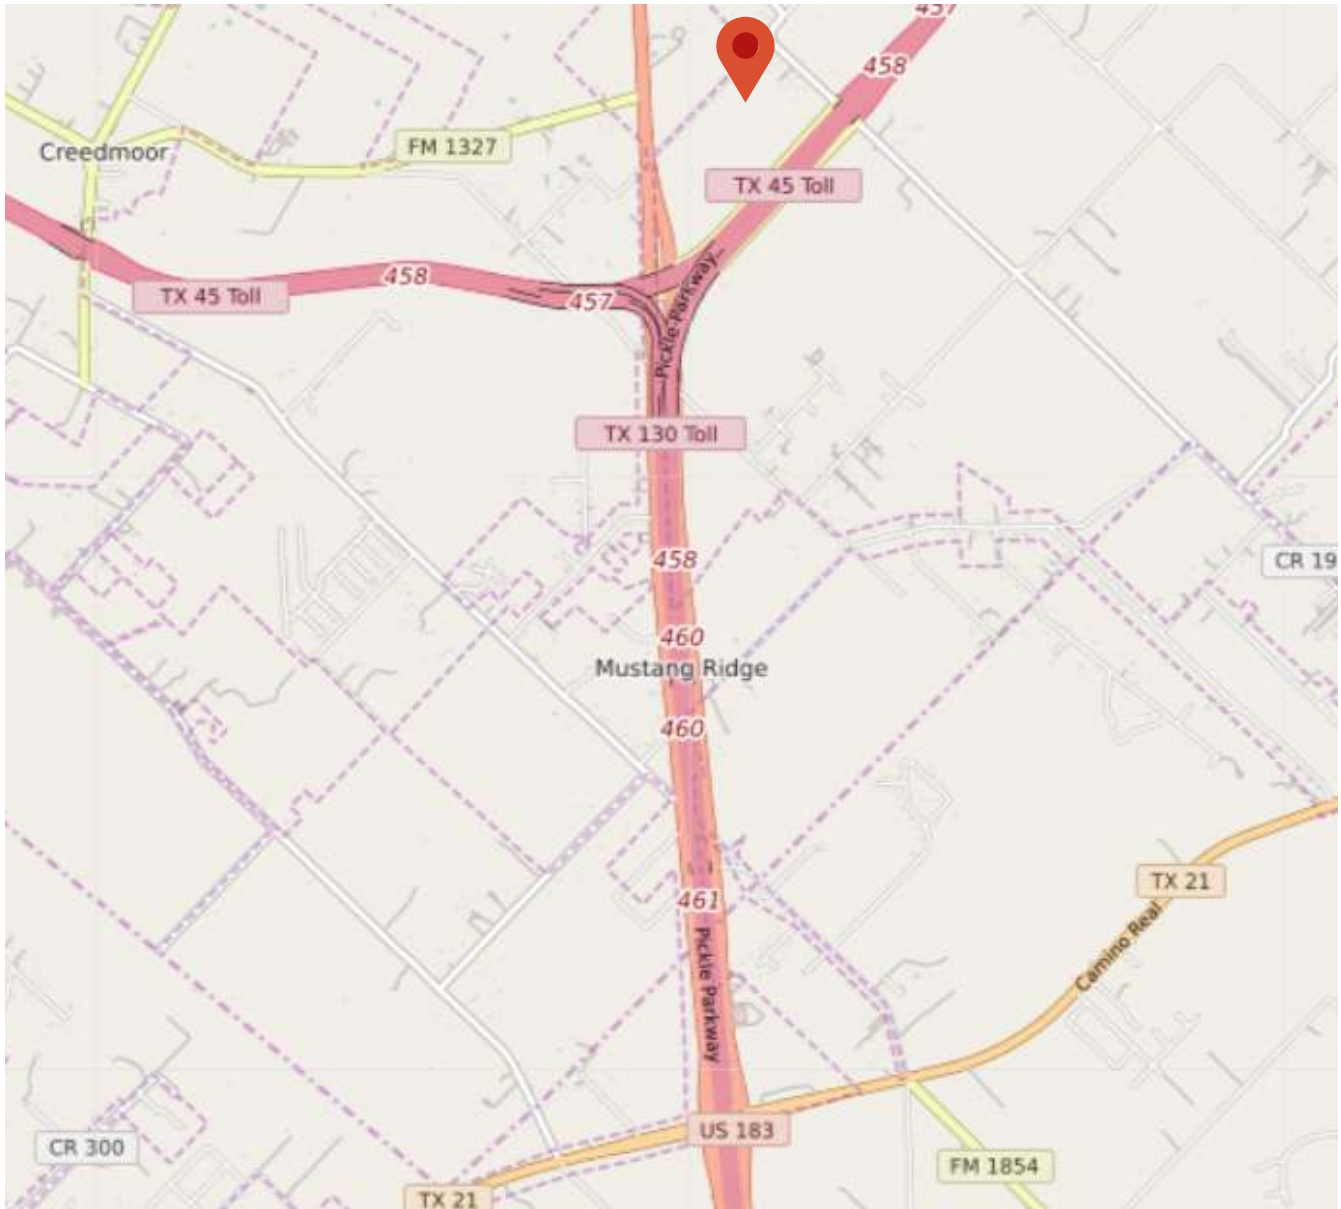 457
458
FM 1327
Creedmoor
TX 45 Toll
458
TX 45 Toll
457
Pickle Parkway
TX 130 Toll
458
CR 19
460
Mustang Ridge
460
TX 21
461
Camino Real
Pickle Parkway
US 183
CR 300
FM 1854
TX 21